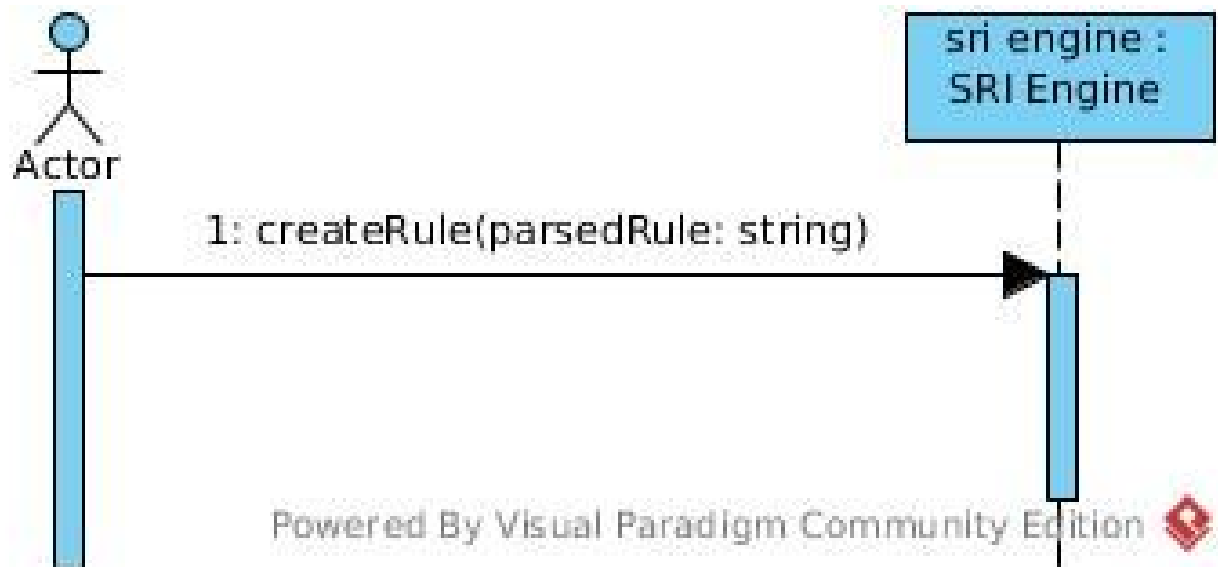 sri engine :
SRI Engine
Actor
1: createRule(parsedRule: string)
Powered By Visual Paradigm Community Edition